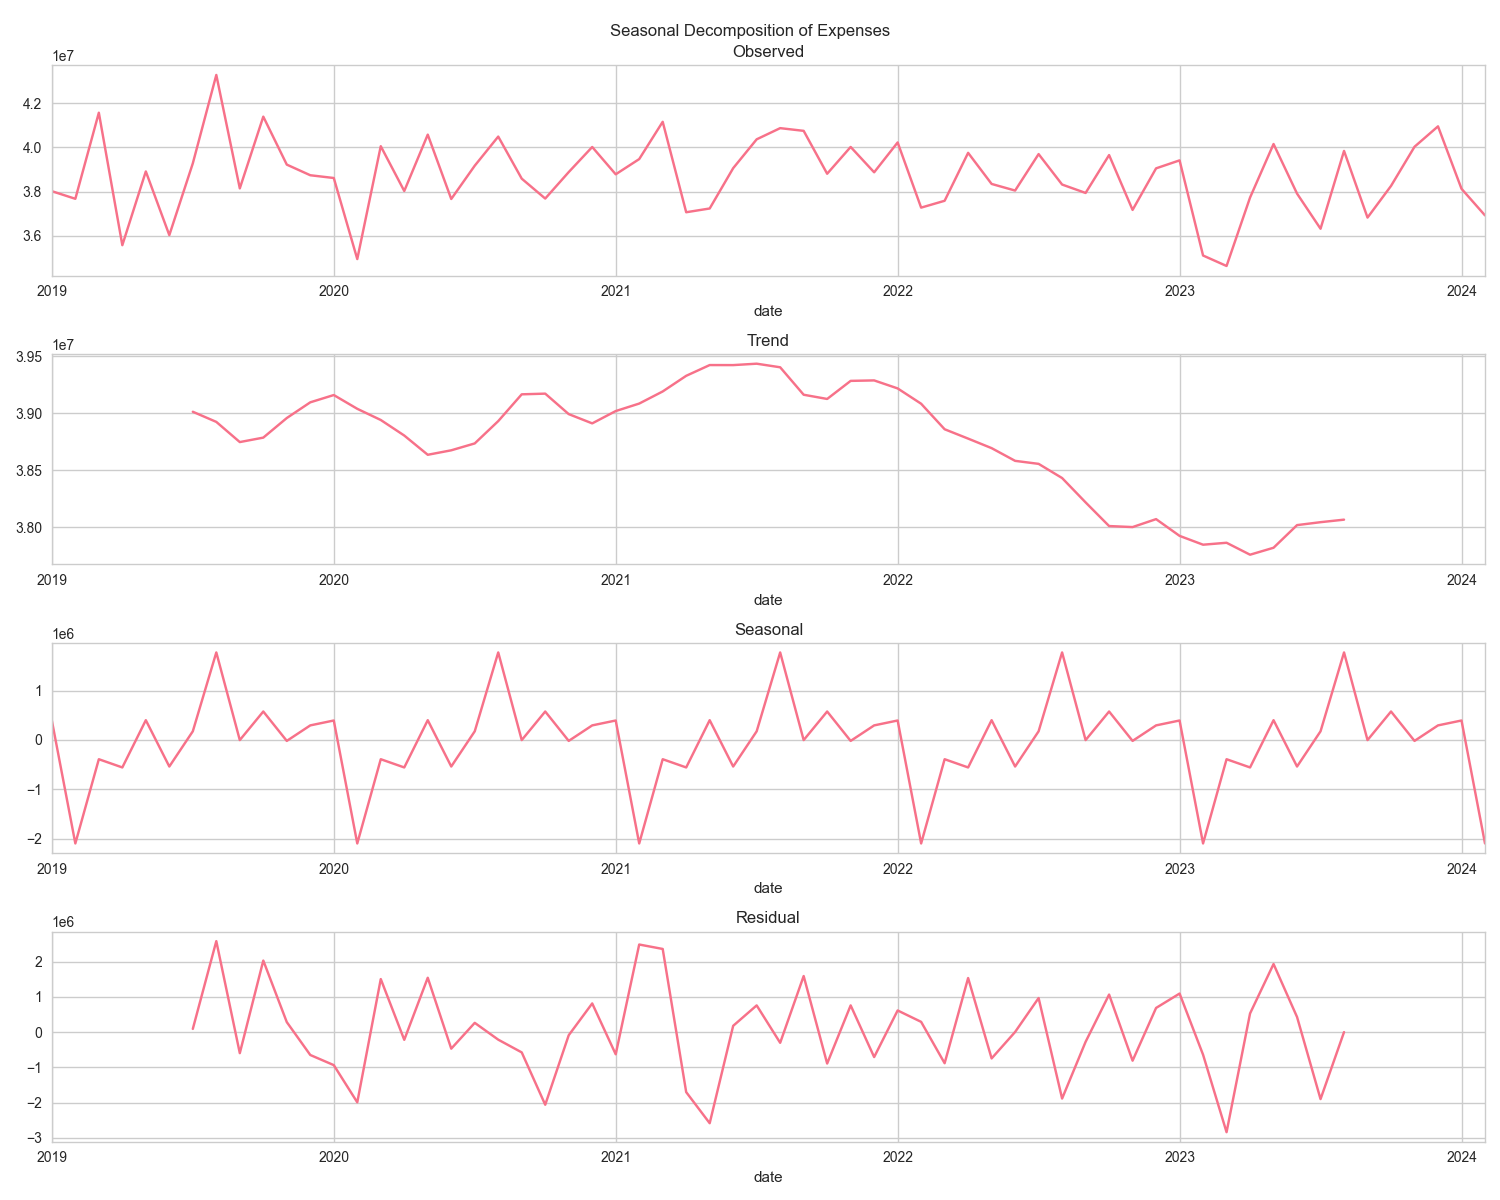 Seasonal Decomposition of Expenses
Observed
1e7
4.2
4.0
3.8
3.6
2019 2020 2021 2022 2023 2024
date
Trend
1e7
3.95
3.90
3.85
3.80
2019 2020 2021 2022 2023 2024
date
Seasonal
1e6
1
0
−1
−2
2019 2020 2021 2022 2023 2024
date
Residual
1e6
2
1
0
−1
−2
−3
2019 2020 2021 2022 2023 2024
date